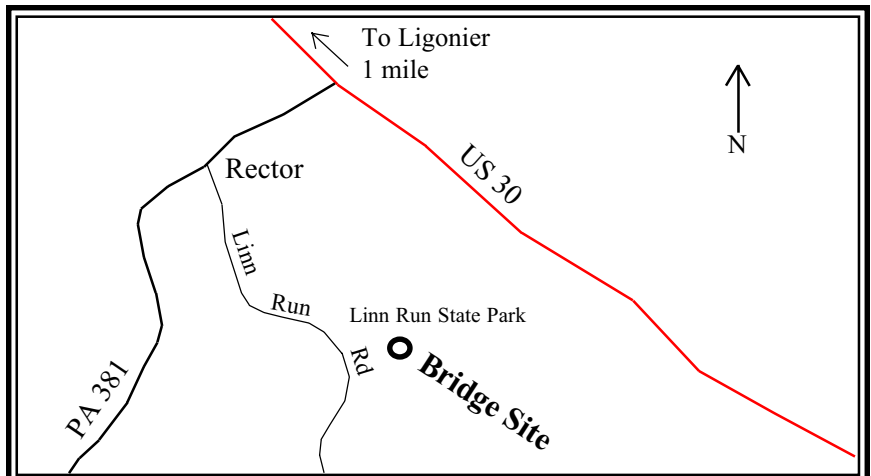 To Ligonier
1 mile
N
US 30
Rector
Linn
Run
Rd
Linn Run State Park
Bridge Site
PA 381